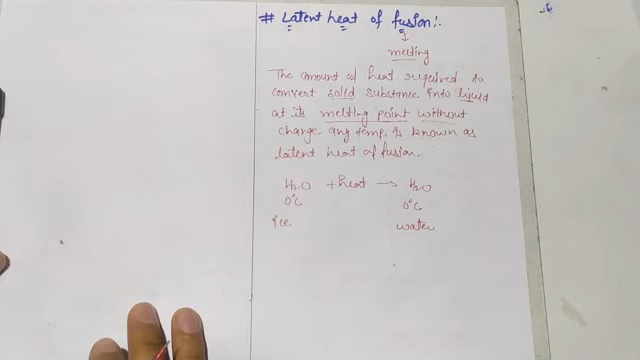 # Latent heat of fusion:.
melting
The amount of heat required to
convert solid substance into liquid
at its melting point without
change any temp. is known as
latent heat of fusion.
H2O + heat → H2O
0°C 0°C
ice water